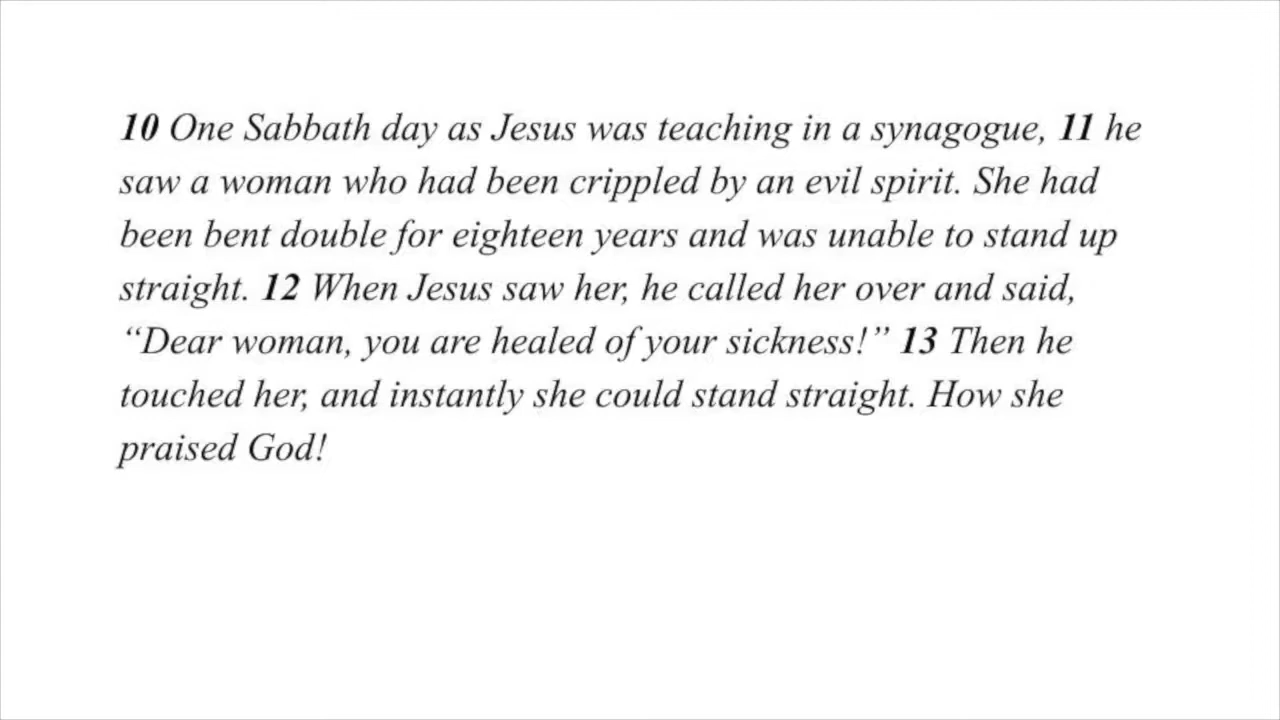 10 One Sabbath day as Jesus was teaching in a synagogue, 11 he
saw a woman who had been crippled by an evil spirit. She had
been bent double for eighteen years and was unable to stand up
straight. 12 When Jesus saw her, he called her over and said,
“Dear woman, you are healed of your sickness!” 13 Then he
touched her, and instantly she could stand straight. How she
praised God!